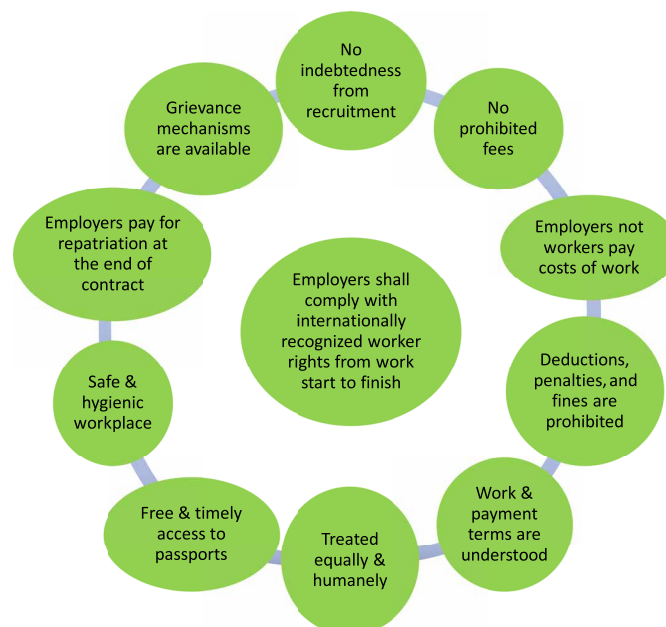 No
indebtedness
from
recruitment
No
prohibited
fees
Employers not
workers pay
costs of work
Deductions,
penalties, and
fines are
prohibited
Work &
payment
terms are
understood
Treated
equally &
humanely
Free & timely
access to
passports
Safe &
hygienic
workplace
Employers pay for
repatriation at
the end of
contract
Grievance
mechanisms
are available
Employers shall
comply with
internationally
recognized worker
rights from work
start to finish